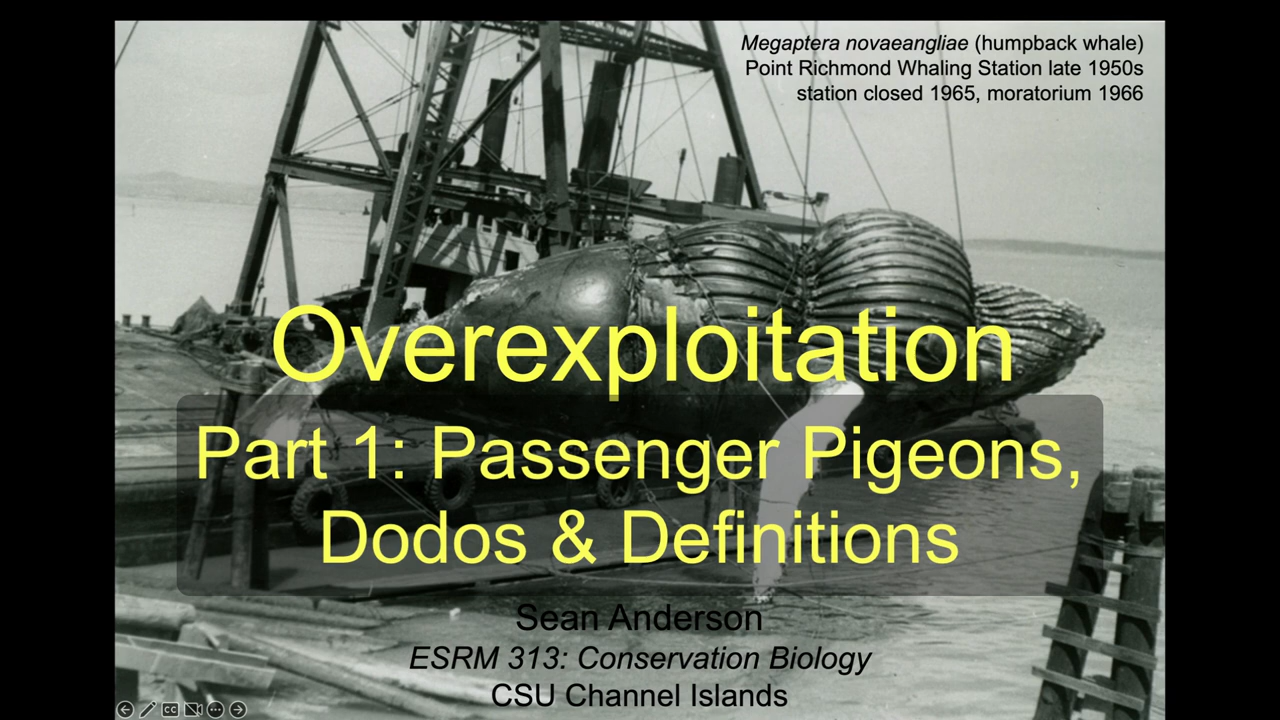 Megaptera novaeangliae (humpback whale)
Point Richmond Whaling Station late 1950s
station closed 1965, moratorium 1966
Overexploitation
Part 1: Passenger Pigeons,
Dodos & Definitions
Sean Anderson
ESRM 313: Conservation Biology
CSU Channel Islands
CC